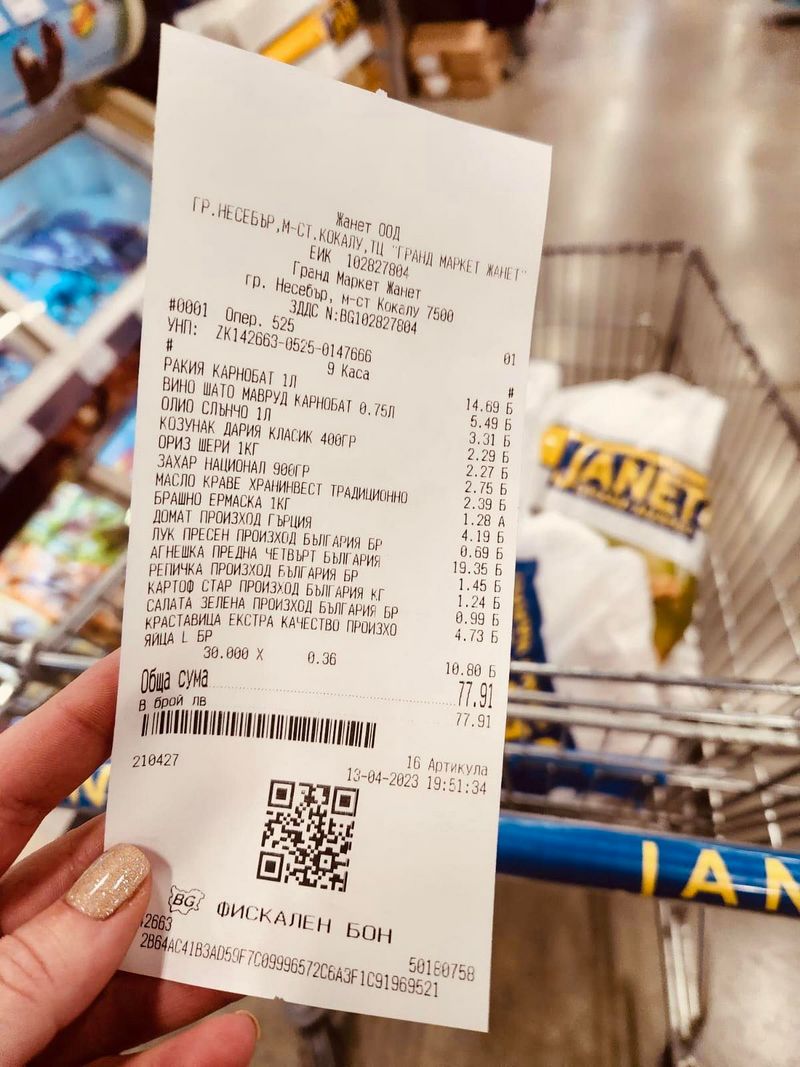 Жанет ООД
ГР.НЕСЕБЪР,М-СТ.КОКАЛУ,ТЦ "ГРАНД МАРКЕТ ЖАНЕТ"
ЕИК 102827804
Гранд Маркет Жанет
гр. Несебър, м-ст Кокалу 7500
ЗДДС N:BG102827804
#0001 Опер. 525 01
УНП: ZK142663-0525-0147666
# 9 Каса #
РАКИЯ КАРНОБАТ 1Л 14.69 Б
ВИНО ШАТО МАВРУД КАРНОБАТ 0.75Л 5.49 Б
ОЛИО СЛЪНЧО 1Л 3.31 Б
КОЗУНАК ДАРИЯ КЛАСИК 400ГР 2.29 Б
ОРИЗ ШЕРИ 1КГ 2.27 Б
ЗАХАР НАЦИОНАЛ 900ГР 2.75 Б
МАСЛО КРАВЕ ХРАНИНВЕСТ ТРАДИЦИОННО 2.39 Б
БРАШНО ЕРМАСКА 1КГ 1.28 А
ДОМАТ ПРОИЗХОД ГЪРЦИЯ 4.19 Б
ЛУК ПРЕСЕН ПРОИЗХОД БЪЛГАРИЯ БР 0.69 Б
АГНЕШКА ПРЕДНА ЧЕТВЪРТ БЪЛГАРИЯ 19.35 Б
РЕПИЧКА ПРОИЗХОД БЪЛГАРИЯ БР 1.45 Б
КАРТОФ СТАР ПРОИЗХОД БЪЛГАРИЯ КГ 1.24 Б
САЛАТА ЗЕЛЕНА ПРОИЗХОД БЪЛГАРИЯ БР 0.99 Б
КРАСТАВИЦА ЕКСТРА КАЧЕСТВО ПРОИЗХО 4.73 Б
ЯЙЦА L БР
30.000 X 0.36 10.80 Б
Обща сума 77.91
В брой лв 77.91
210427 16 Артикула
13-04-2023 19:51:34
BG ФИСКАЛЕН БОН
2663 50180758
2B64AC41B3AD59F7C09996572C6A3F1C91969521
JANET
JAN